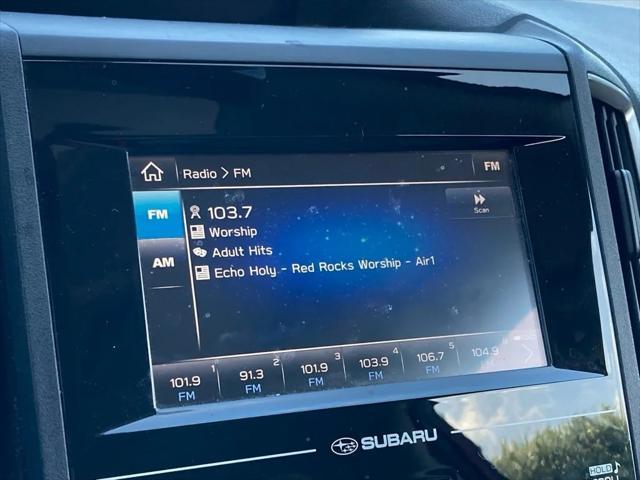 Radio > FM FM
FM 103.7 Scan
Worship
AM Adult Hits
Echo Holy - Red Rocks Worship - Air1
1 2 3 4 5
101.9 91.3 101.9 103.9 106.7 104.9
FM FM FM FM FM
SUBARU
HOLD